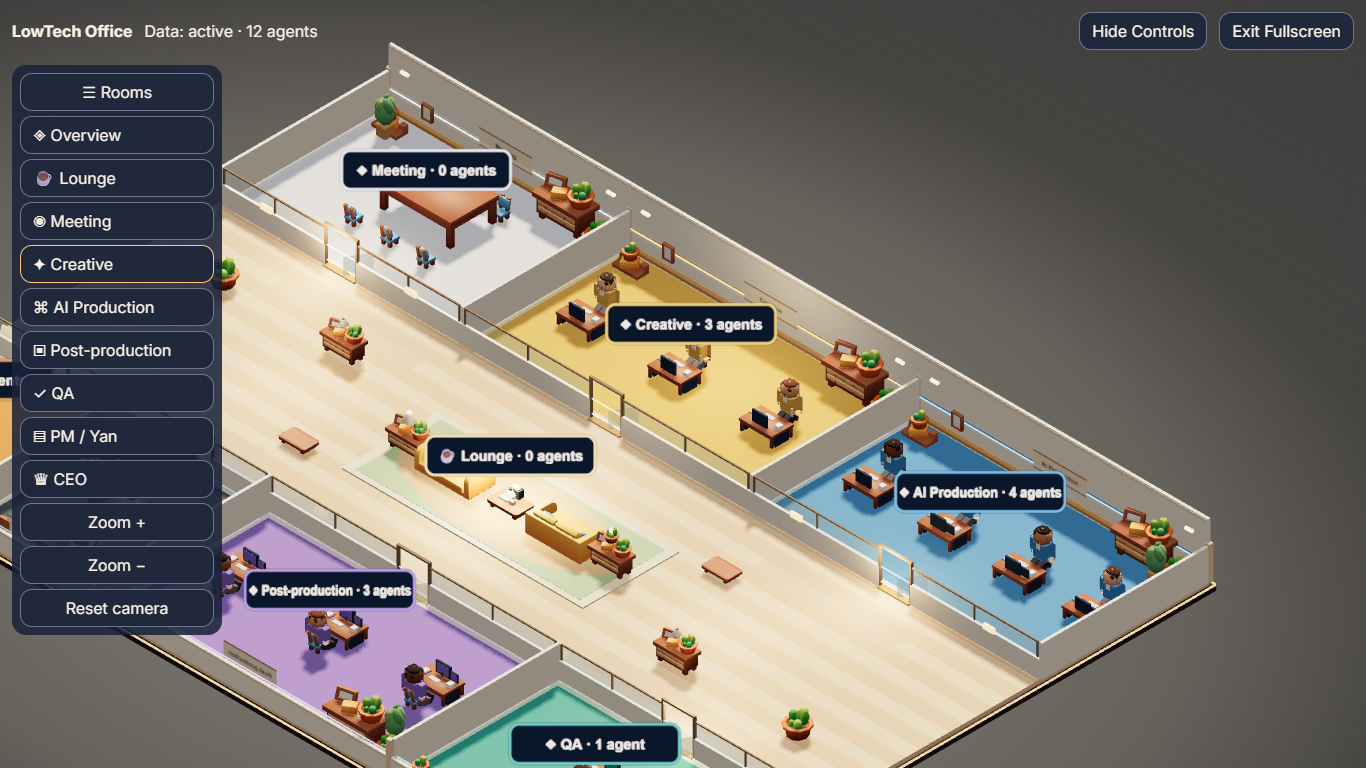 LowTech Office Data: active · 12 agents
Hide Controls
Exit Fullscreen
☰ Rooms
◈ Overview
Lounge
◉ Meeting
✦ Creative
⌘ AI Production
▣ Post-production
✓ QA
▤ PM / Yan
♛ CEO
Zoom +
Zoom −
Reset camera
◆ Meeting · 0 agents
◆ Creative · 3 agents
Lounge · 0 agents
◆ AI Production · 4 agents
◆ Post-production · 3 agents
◆ QA · 1 agent